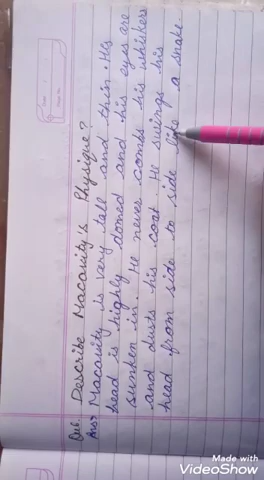 Que. Describe Macavity's Physique?
Ans> Macavity is very tall and thin. His
head is highly domed and his eyes are
sunken in. He never combs his whiskers
and dusts his coat. He swings his
head from side to side like a snake.
Made with
VideoShow